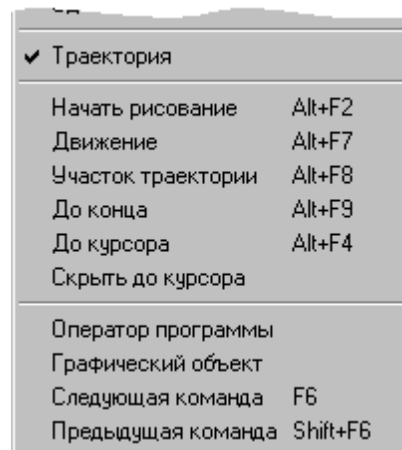 Траектория
Начать рисование Alt+F2
Движение Alt+F7
Участок траектории Alt+F8
До конца Alt+F9
До курсора Alt+F4
Скрыть до курсора
Оператор программы
Графический объект
Следующая команда F6
Предыдущая команда Shift+F6